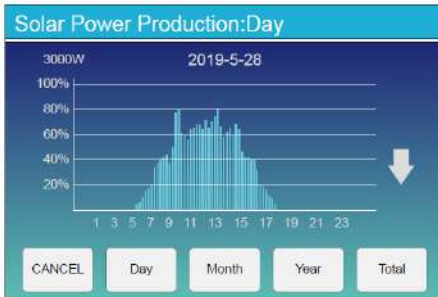 Solar Power Production:Day
3000W 2019-5-28
100%
80%
60%
40%
20%
1 3 5 7 9 11 13 15 17 19 21 23
CANCEL Day Month Year Total